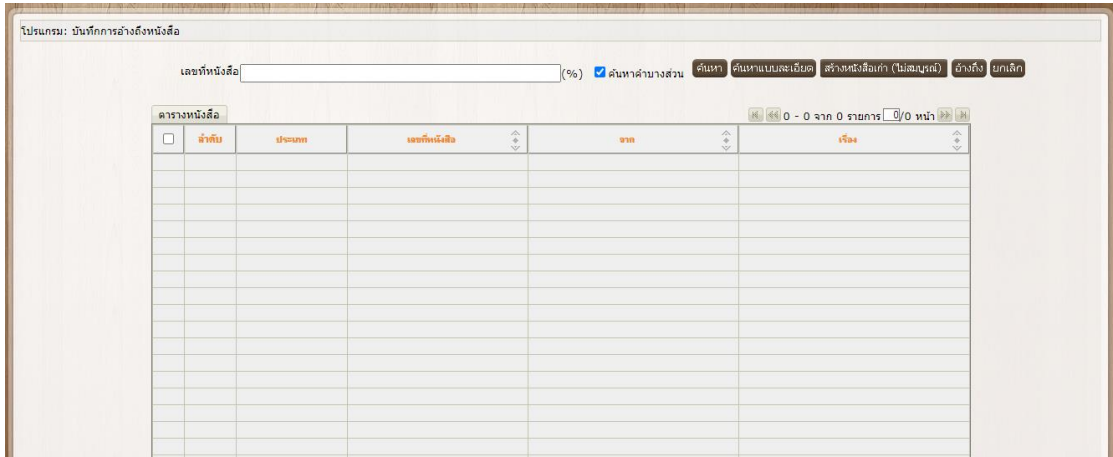 โปรแกรม: บันทึกการอ้างถึงหนังสือ
เลขที่หนังสือ (%) ค้นหาคำบางส่วน ค้นหา ค้นหาแบบละเอียด สร้างหนังสือเก่า (ไม่สมบูรณ์) อ้างถึง ยกเลิก
ตารางหนังสือ 0 - 0 จาก 0 รายการ 0/0 หน้า
ลำดับ ประเภท เลขที่หนังสือ จาก เรื่อง